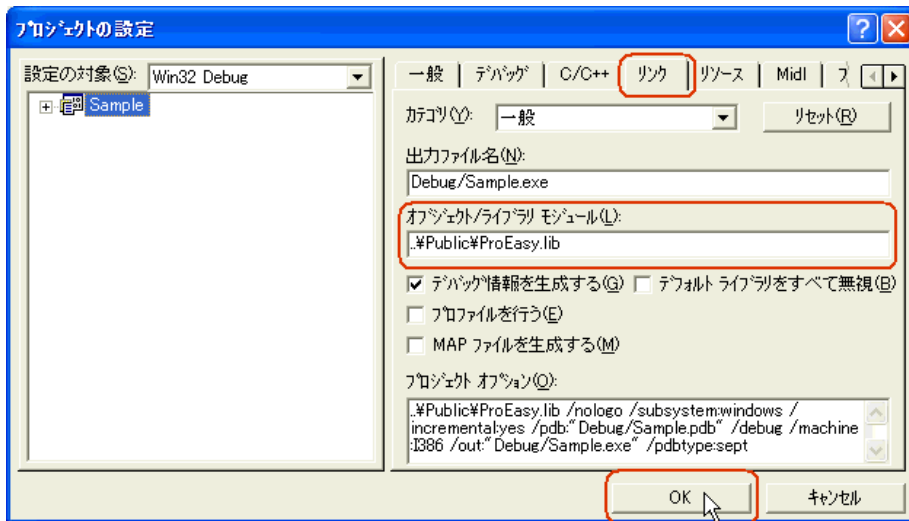 プロジェクトの設定
設定の対象(S): Win32 Debug
Sample
一般 デバッグ C/C++ リンク リソース Midl
カテゴリ(Y): 一般 リセット(R)
出力ファイル名(N):
Debug/Sample.exe
オブジェクト/ライブラリ モジュール(L):
..¥Public¥ProEasy.lib
デバッグ情報を生成する(G) デフォルト ライブラリをすべて無視(B)
プロファイルを行う(E)
MAP ファイルを生成する(M)
プロジェクト オプション(O):
..¥Public¥ProEasy.lib /nologo /subsystem:windows /
incremental:yes /pdb:"Debug/Sample.pdb" /debug /machine
:I386 /out:"Debug/Sample.exe" /pdbtype:sept
OK キャンセル